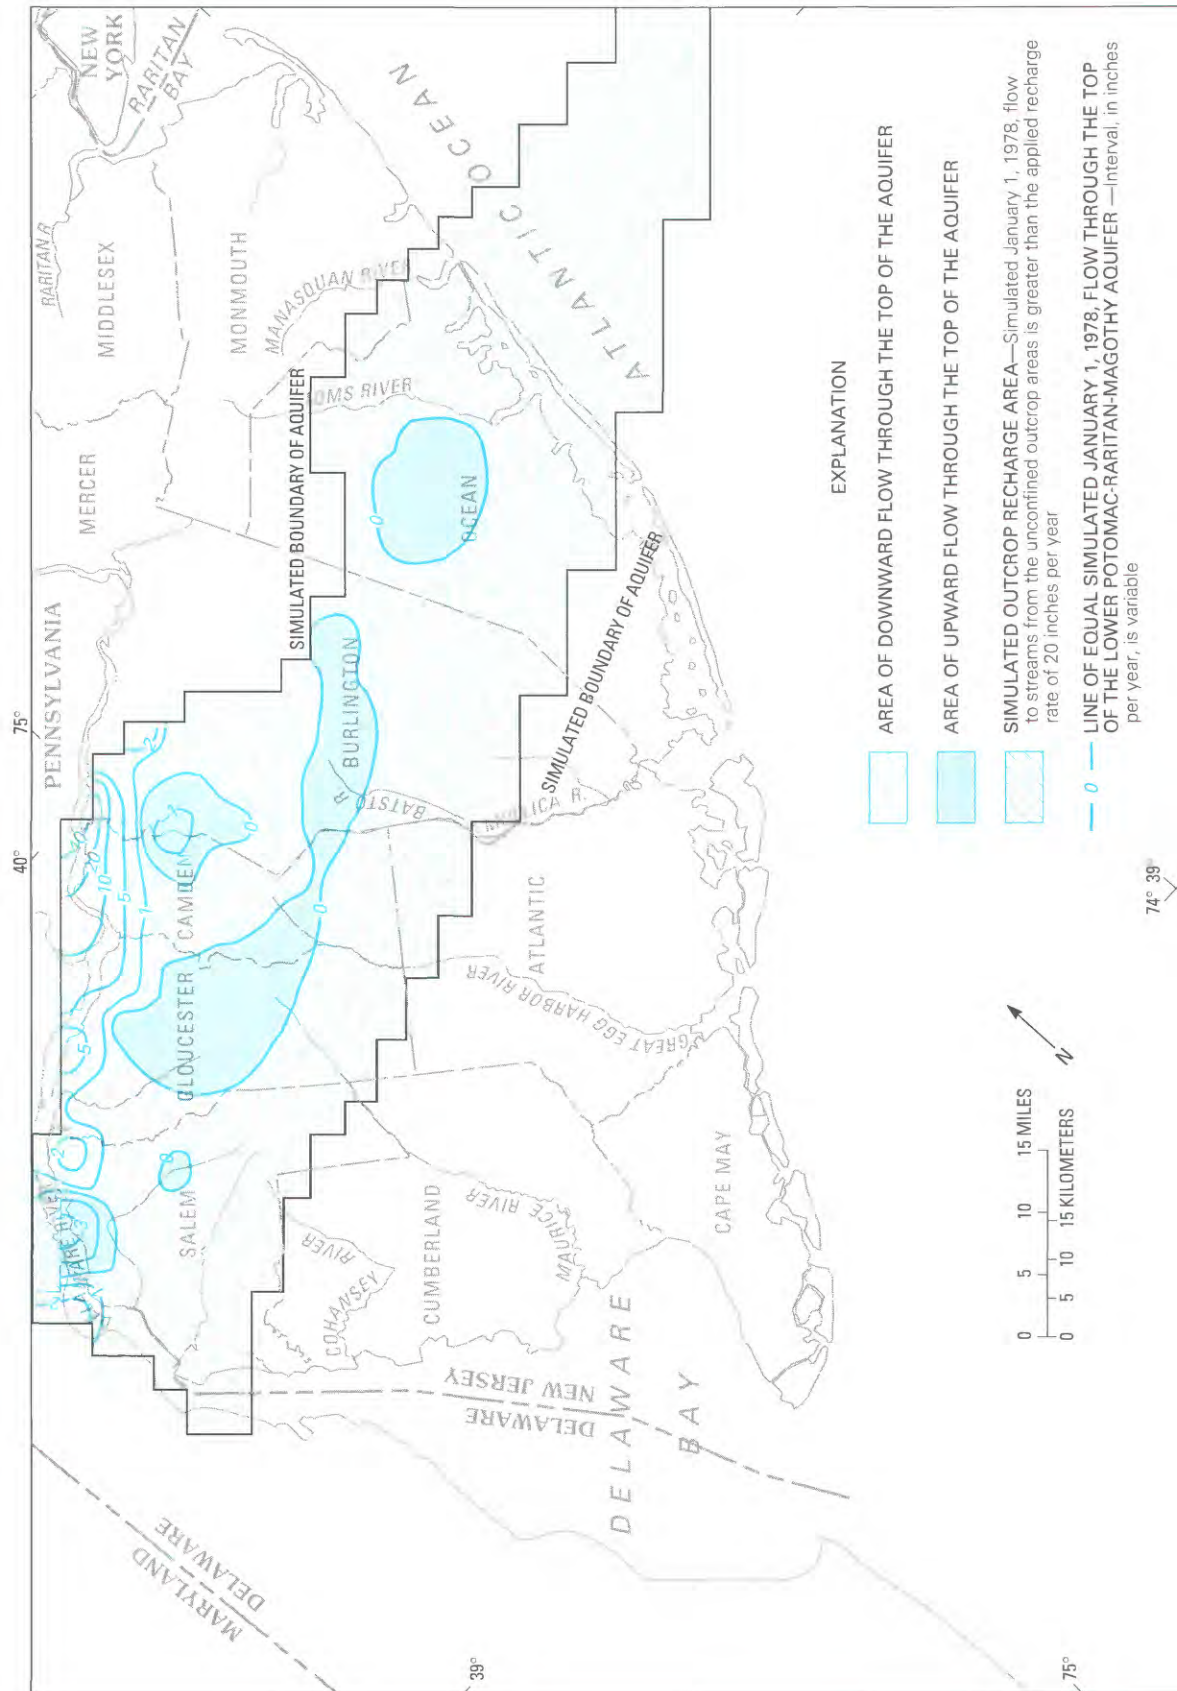 NEW
YORK
RARITAN
BAY
RARITAN R
MIDDLESEX
MONMOUTH
MANASQUAN RIVER
ATLANTIC OCEAN
MERCER
SIMULATED BOUNDARY OF AQUIFER
OMS RIVER
0
OCEAN
PENNSYLVANIA
75°
40°
BURLINGTON
SIMULATED BOUNDARY OF AQUIFER
BATSTO R.
MULLICA R.
20
10
5
1
2
2
0
0
CAMDEN
GLOUCESTER
ATLANTIC
GREAT EGG HARBOR RIVER
5
2
3
0
SALEM
COHANSEY
RIVER
CUMBERLAND
MAURICE
RIVER
CAPE MAY
DELAWARE
BAY
NEW JERSEY
DELAWARE
MARYLAND
DELAWARE
39°
75°
74° 39°
N
0 5 10 15 MILES
0 5 10 15 KILOMETERS
EXPLANATION
AREA OF DOWNWARD FLOW THROUGH THE TOP OF THE AQUIFER
AREA OF UPWARD FLOW THROUGH THE TOP OF THE AQUIFER
SIMULATED OUTCROP RECHARGE AREA—Simulated January 1, 1978, flow
to streams from the unconfined outcrop areas is greater than the applied recharge
rate of 20 inches per year
0 LINE OF EQUAL SIMULATED JANUARY 1, 1978, FLOW THROUGH THE TOP
OF THE LOWER POTOMAC-RARITAN-MAGOTHY AQUIFER —Interval, in inches
per year, is variable